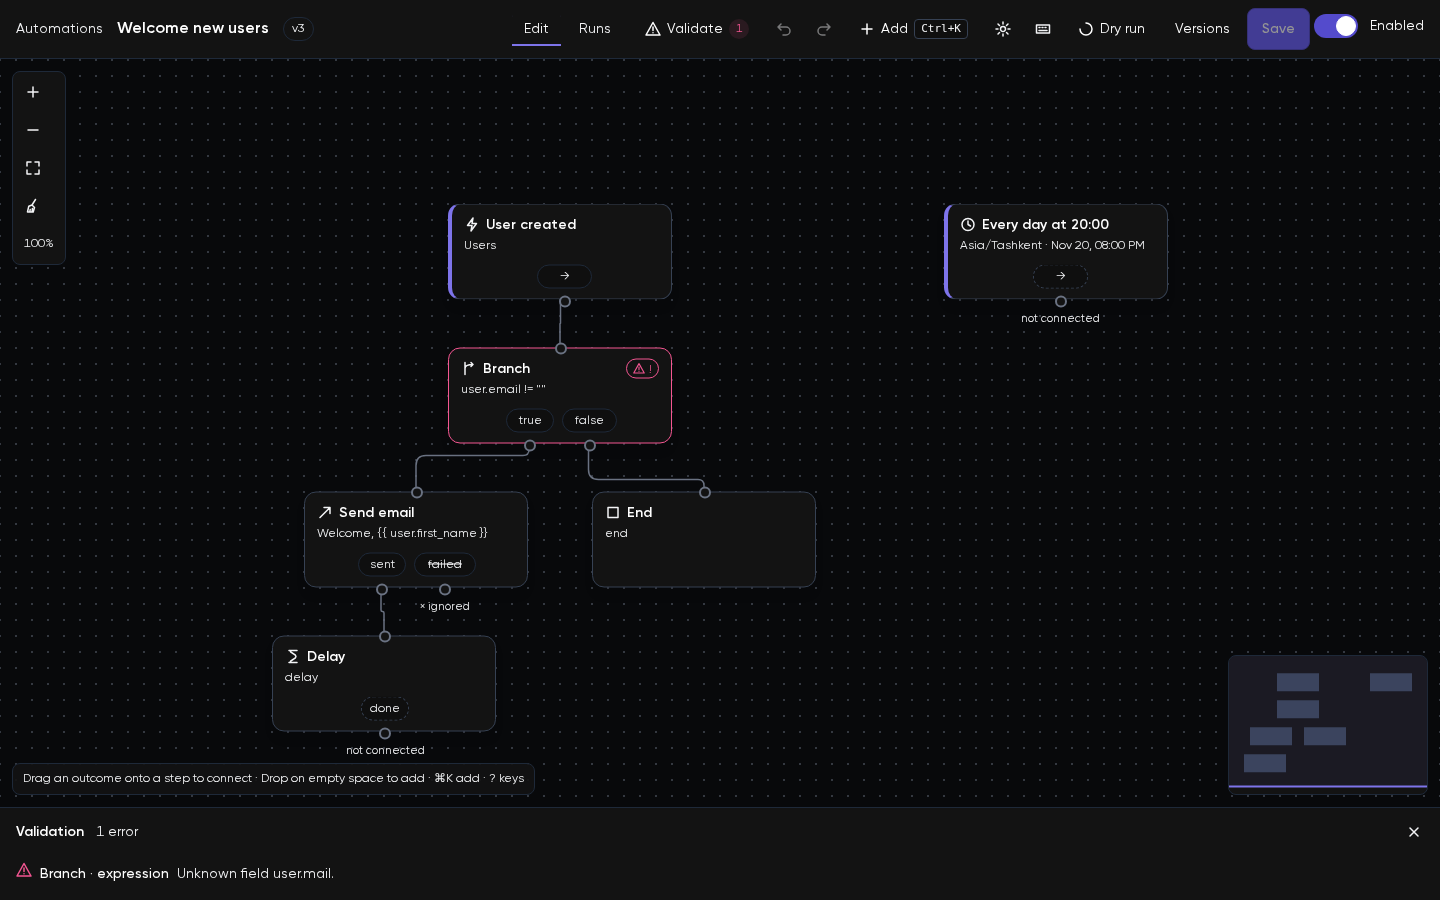 Automations Welcome new users v3 Edit Runs Validate 1 Add Ctrl+K Dry run Versions Save Enabled
100%
User created
Users
→
Every day at 20:00
Asia/Tashkent · Nov 20, 08:00 PM
→
not connected
Branch !
user.email != ""
true false
Send email
Welcome, {{ user.first_name }}
sent failed
× ignored
End
end
Delay
delay
done
not connected
Drag an outcome onto a step to connect · Drop on empty space to add · ⌘K add · ? keys
Validation 1 error
Branch · expression Unknown field user.mail.